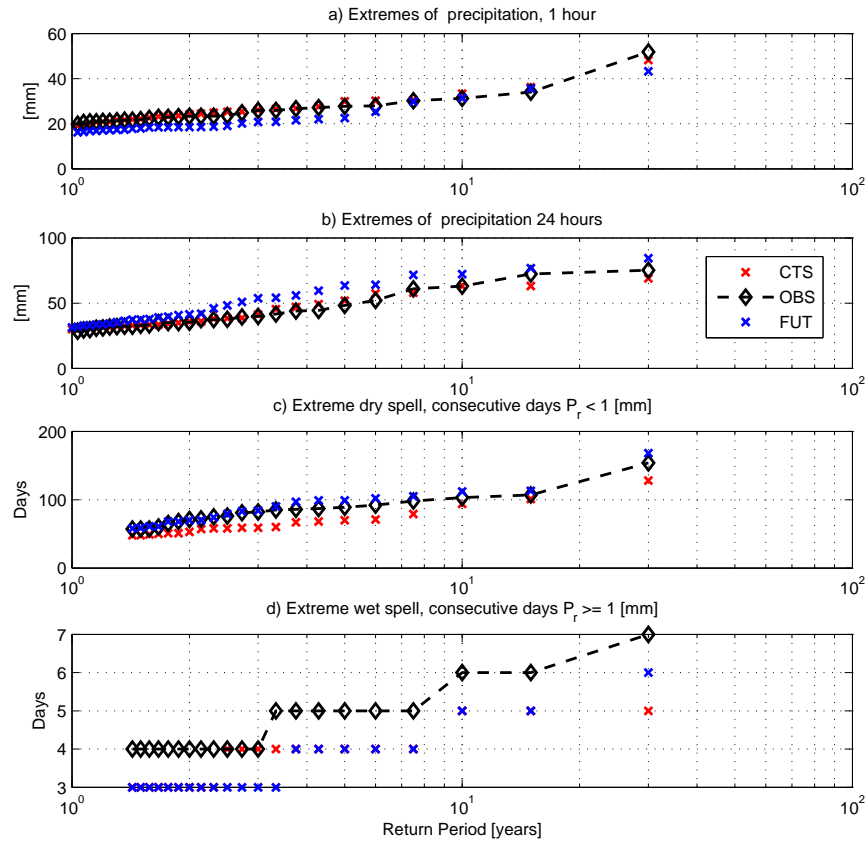 a) Extremes of precipitation, 1 hour
60
40
20
0
[mm]
10^0
10^1
10^2
b) Extremes of precipitation 24 hours
100
50
0
[mm]
CTS
OBS
FUT
10^0
10^1
10^2
c) Extreme dry spell, consecutive days P_r < 1 [mm]
200
100
0
Days
10^0
10^1
10^2
d) Extreme wet spell, consecutive days P_r >= 1 [mm]
7
6
5
4
3
Days
10^0
10^1
10^2
Return Period [years]